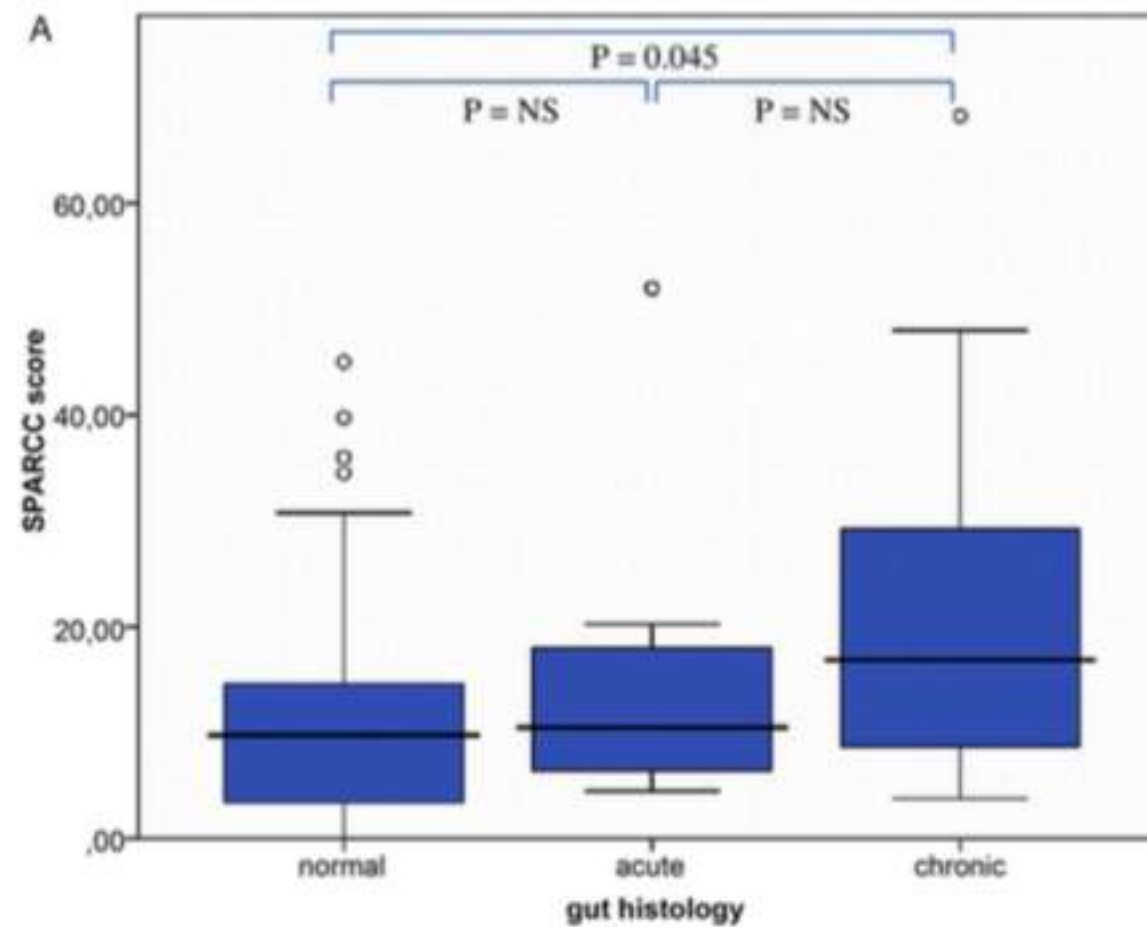 A
P = 0.045
P = NS
P = NS
60,00
40,00
20,00
,00
SPARCC score
normal
acute
chronic
gut histology